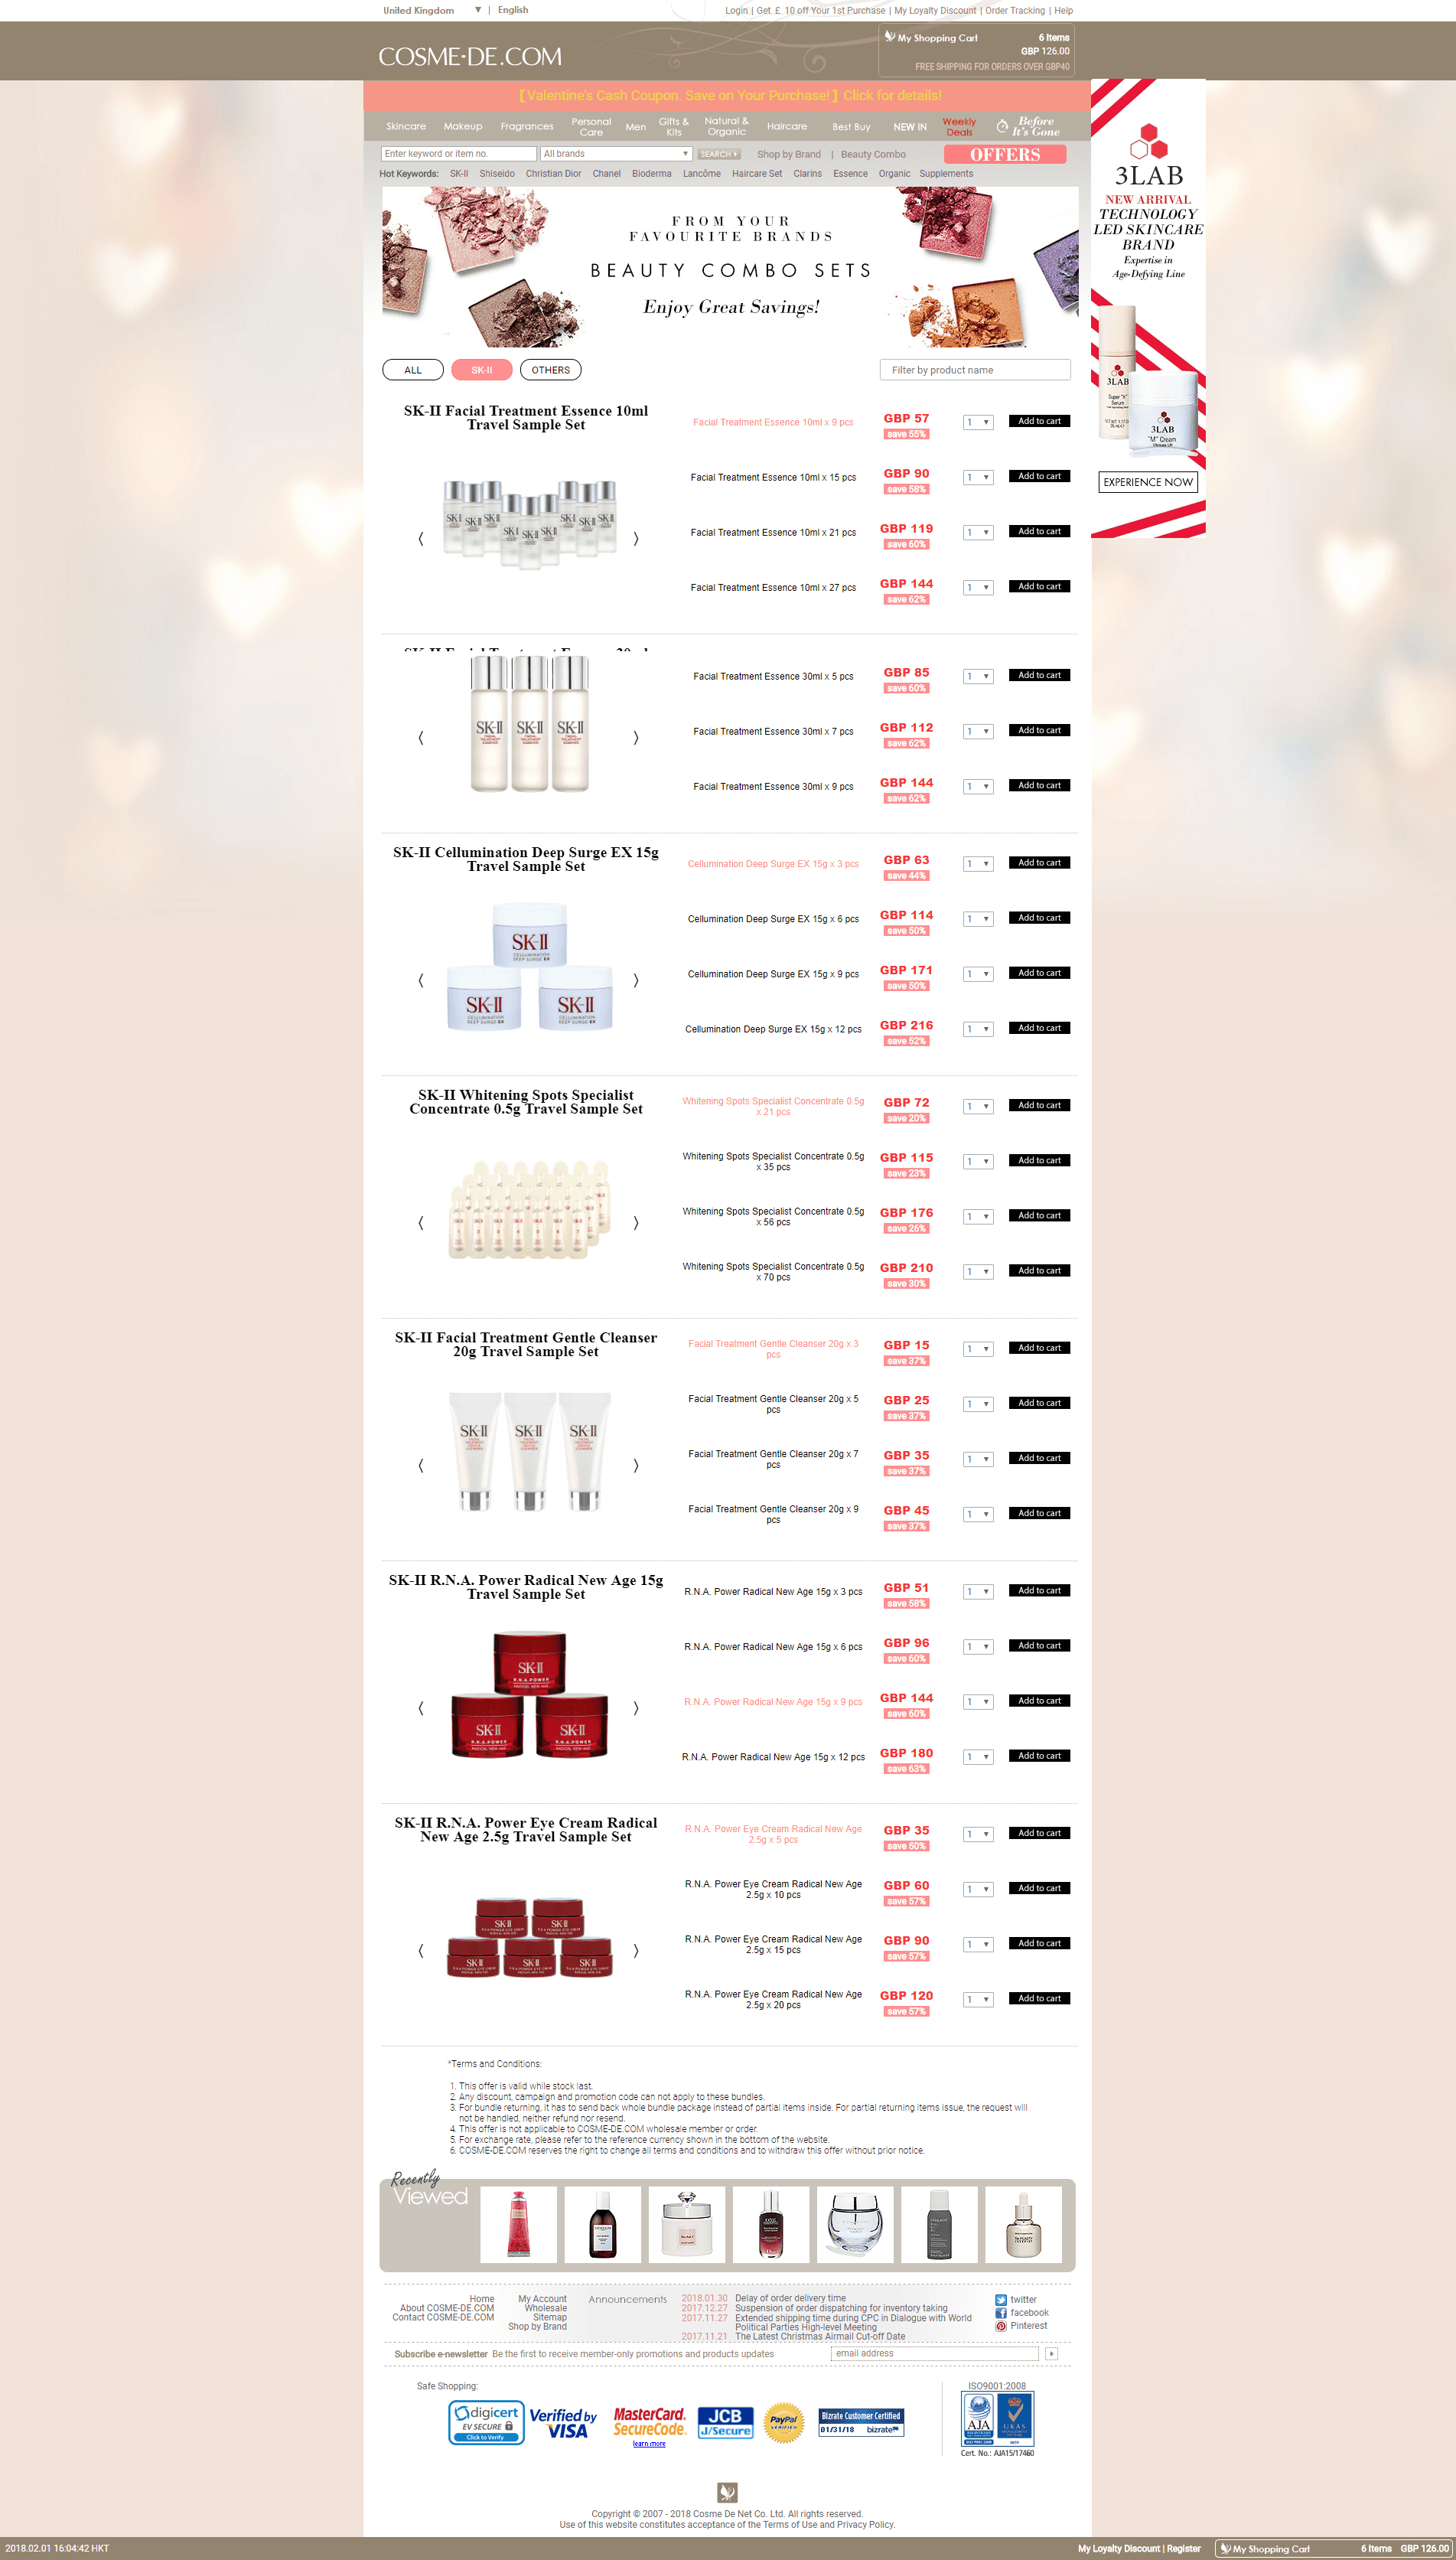 United Kingdom ▼ | English
Login | Get £ 10 off Your 1st Purchase | My Loyalty Discount | Order Tracking | Help
COSME-DE.COM
My Shopping Cart 6 Items
GBP 126.00
FREE SHIPPING FOR ORDERS OVER GBP40
【Valentine's Cash Coupon. Save on Your Purchase!】Click for details!
Skincare Makeup Fragrances Personal Care Men Gifts & Kits Natural & Organic Haircare Best Buy NEW IN Weekly Deals Before It's Gone
Enter keyword or item no. All brands SEARCH Shop by Brand | Beauty Combo OFFERS
Hot Keywords: SK-II Shiseido Christian Dior Chanel Bioderma Lancôme Haircare Set Clarins Essence Organic Supplements
FROM YOUR
FAVOURITE BRANDS
BEAUTY COMBO SETS
Enjoy Great Savings!
3LAB
NEW ARRIVAL
TECHNOLOGY
LED SKINCARE
BRAND
Expertise in
Age-Defying Line
3LAB
Super "h"
Serum
3LAB
"M" Cream
EXPERIENCE NOW
ALL SK-II OTHERS Filter by product name
SK-II Facial Treatment Essence 10ml
Travel Sample Set
Facial Treatment Essence 10ml x 9 pcs GBP 57 1 Add to cart
save 55%
Facial Treatment Essence 10ml x 15 pcs GBP 90 1 Add to cart
save 58%
Facial Treatment Essence 10ml x 21 pcs GBP 119 1 Add to cart
save 60%
Facial Treatment Essence 10ml x 27 pcs GBP 144 1 Add to cart
save 62%
SK-II SK-II SK-II
Facial Treatment Essence 30ml x 5 pcs GBP 85 1 Add to cart
save 60%
Facial Treatment Essence 30ml x 7 pcs GBP 112 1 Add to cart
save 62%
Facial Treatment Essence 30ml x 9 pcs GBP 144 1 Add to cart
save 62%
SK-II Cellumination Deep Surge EX 15g
Travel Sample Set
SK-II
CELLUMINATION
DEEP SURGE EX
SK-II SK-II
Cellumination Deep Surge EX 15g x 3 pcs GBP 63 1 Add to cart
save 44%
Cellumination Deep Surge EX 15g x 6 pcs GBP 114 1 Add to cart
save 50%
Cellumination Deep Surge EX 15g x 9 pcs GBP 171 1 Add to cart
save 50%
Cellumination Deep Surge EX 15g x 12 pcs GBP 216 1 Add to cart
save 52%
SK-II Whitening Spots Specialist
Concentrate 0.5g Travel Sample Set
Whitening Spots Specialist Concentrate 0.5g
x 21 pcs GBP 72 1 Add to cart
save 20%
Whitening Spots Specialist Concentrate 0.5g
x 35 pcs GBP 115 1 Add to cart
save 23%
Whitening Spots Specialist Concentrate 0.5g
x 56 pcs GBP 176 1 Add to cart
save 26%
Whitening Spots Specialist Concentrate 0.5g
x 70 pcs GBP 210 1 Add to cart
save 30%
SK-II Facial Treatment Gentle Cleanser
20g Travel Sample Set
SK-II SK-II SK-II
Facial Treatment Gentle Cleanser 20g x 3
pcs GBP 15 1 Add to cart
save 37%
Facial Treatment Gentle Cleanser 20g x 5
pcs GBP 25 1 Add to cart
save 37%
Facial Treatment Gentle Cleanser 20g x 7
pcs GBP 35 1 Add to cart
save 37%
Facial Treatment Gentle Cleanser 20g x 9
pcs GBP 45 1 Add to cart
save 37%
SK-II R.N.A. Power Radical New Age 15g
Travel Sample Set
SK-II
R.N.A.POWER
SK-II SK-II
R.N.A. Power Radical New Age 15g x 3 pcs GBP 51 1 Add to cart
save 58%
R.N.A. Power Radical New Age 15g x 6 pcs GBP 96 1 Add to cart
save 60%
R.N.A. Power Radical New Age 15g x 9 pcs GBP 144 1 Add to cart
save 60%
R.N.A. Power Radical New Age 15g x 12 pcs GBP 180 1 Add to cart
save 63%
SK-II R.N.A. Power Eye Cream Radical
New Age 2.5g Travel Sample Set
SK-II SK-II
SK-II SK-II SK-II
R.N.A. Power Eye Cream Radical New Age
2.5g x 5 pcs GBP 35 1 Add to cart
save 50%
R.N.A. Power Eye Cream Radical New Age
2.5g x 10 pcs GBP 60 1 Add to cart
save 57%
R.N.A. Power Eye Cream Radical New Age
2.5g x 15 pcs GBP 90 1 Add to cart
save 57%
R.N.A. Power Eye Cream Radical New Age
2.5g x 20 pcs GBP 120 1 Add to cart
save 57%
*Terms and Conditions:
1. This offer is valid while stock last.
2. Any discount, campaign and promotion code can not apply to these bundles.
3. For bundle returning, it has to send back whole bundle package instead of partial items inside. For partial returning items issue, the request will
not be handled, neither refund nor resend.
4. This offer is not applicable to COSME-DE.COM wholesale member or order.
5. For exchange rate, please refer to the reference currency shown in the bottom of the website.
6. COSME-DE.COM reserves the right to change all terms and conditions and to withdraw this offer without prior notice.
Recently
Viewed
Home
About COSME-DE.COM
Contact COSME-DE.COM
My Account
Wholesale
Sitemap
Shop by Brand
Announcements
2018.01.30 Delay of order delivery time
2017.12.27 Suspension of order dispatching for inventory taking
2017.11.27 Extended shipping time during CPC in Dialogue with World
Political Parties High-level Meeting
2017.11.21 The Latest Christmas Airmail Cut-off Date
twitter
facebook
Pinterest
Subscribe e-newsletter Be the first to receive member-only promotions and products updates email address
Safe Shopping:
digicert
EV SECURE
Click to Verify
Verified by
VISA
MasterCard.
SecureCode.
learn more
JCB
J/Secure
PayPal
VERIFIED
Bizrate Customer Certified
01/31/18 bizrate
ISO9001:2008
AJA UKAS
Cert. No.: AJA15/17460
Copyright © 2007 - 2018 Cosme De Net Co. Ltd. All rights reserved.
Use of this website constitutes acceptance of the Terms of Use and Privacy Policy.
2018.02.01 16:04:42 HKT My Loyalty Discount | Register My Shopping Cart 6 Items GBP 126.00